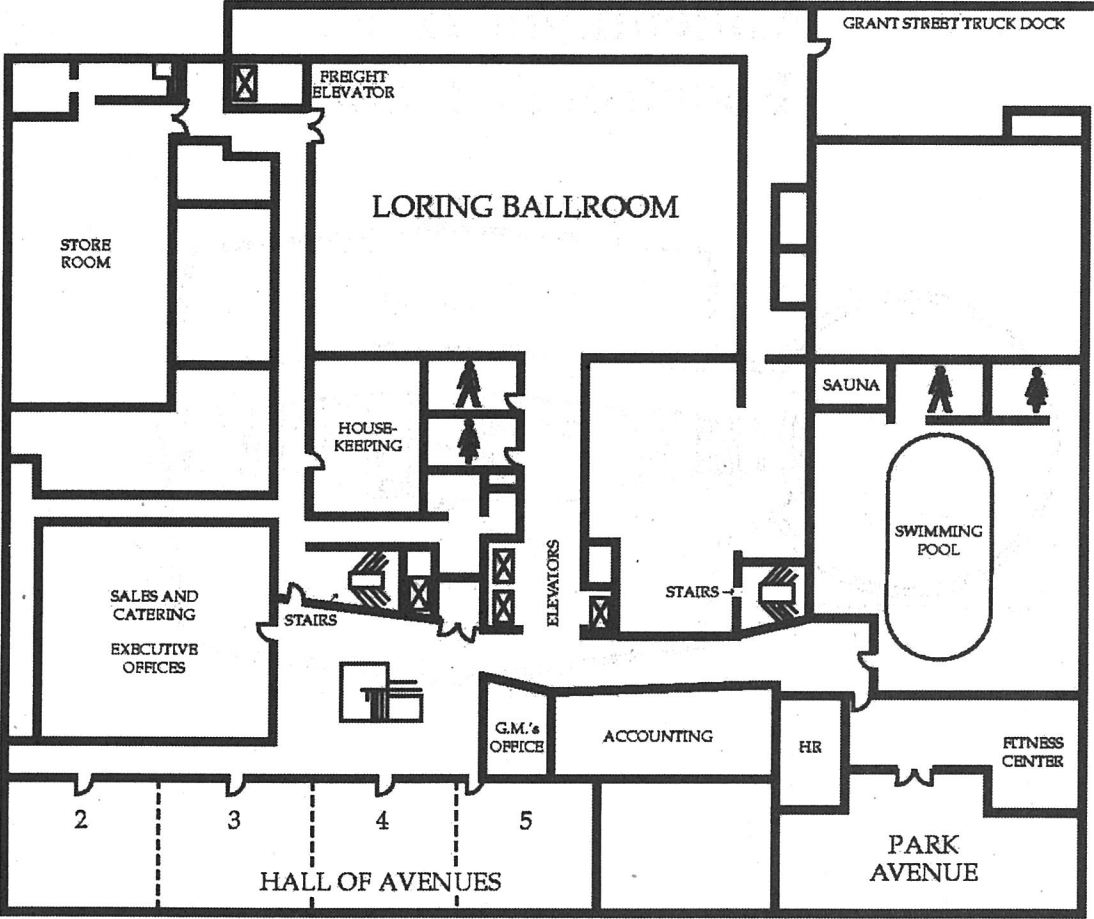 GRANT STREET TRUCK DOCK
FREIGHT
ELEVATOR
LORING BALLROOM
STORE
ROOM
SAUNA
HOUSE-
KEEPING
SWIMMING
POOL
ELEVATORS
SALES AND
CATERING
EXECUTIVE
OFFICES
STAIRS
STAIRS
G.M.'s
OFFICE
ACCOUNTING
HR
FITNESS
CENTER
2
3
4
5
HALL OF AVENUES
PARK
AVENUE